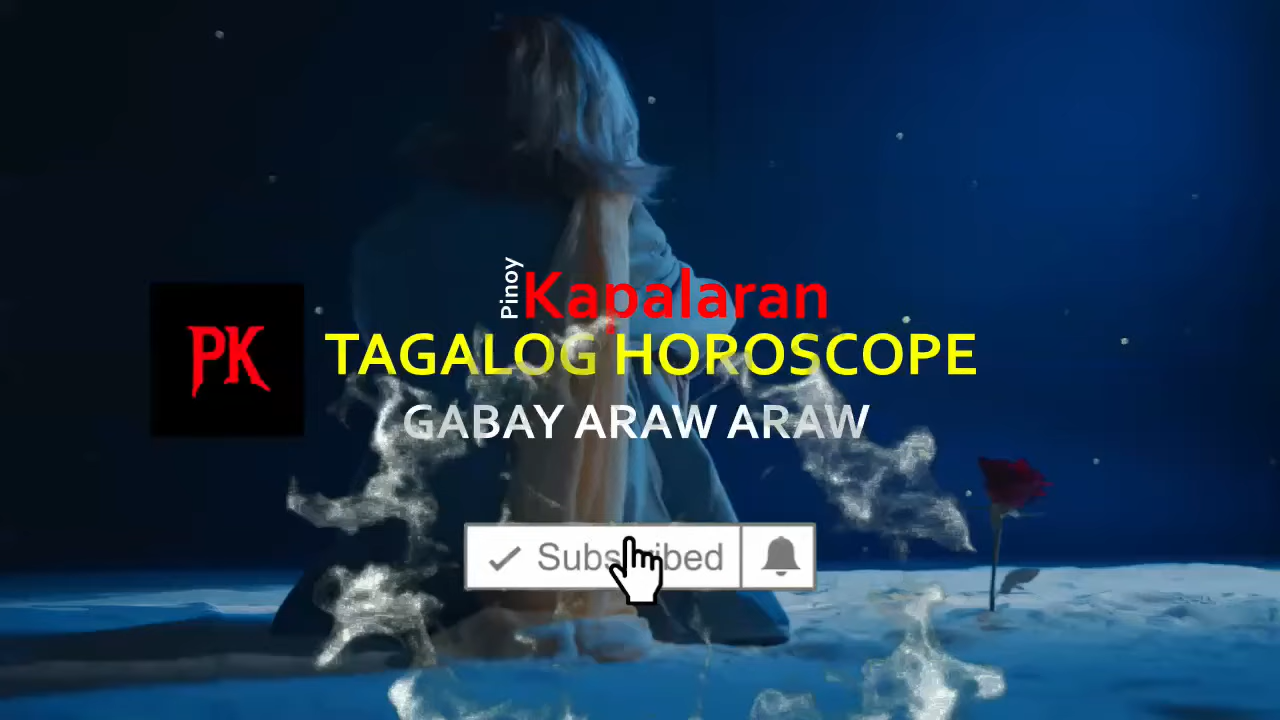 Pinoy Kapalaran
PK
TAGALOG HOROSCOPE
GABAY ARAW ARAW
Subscribed